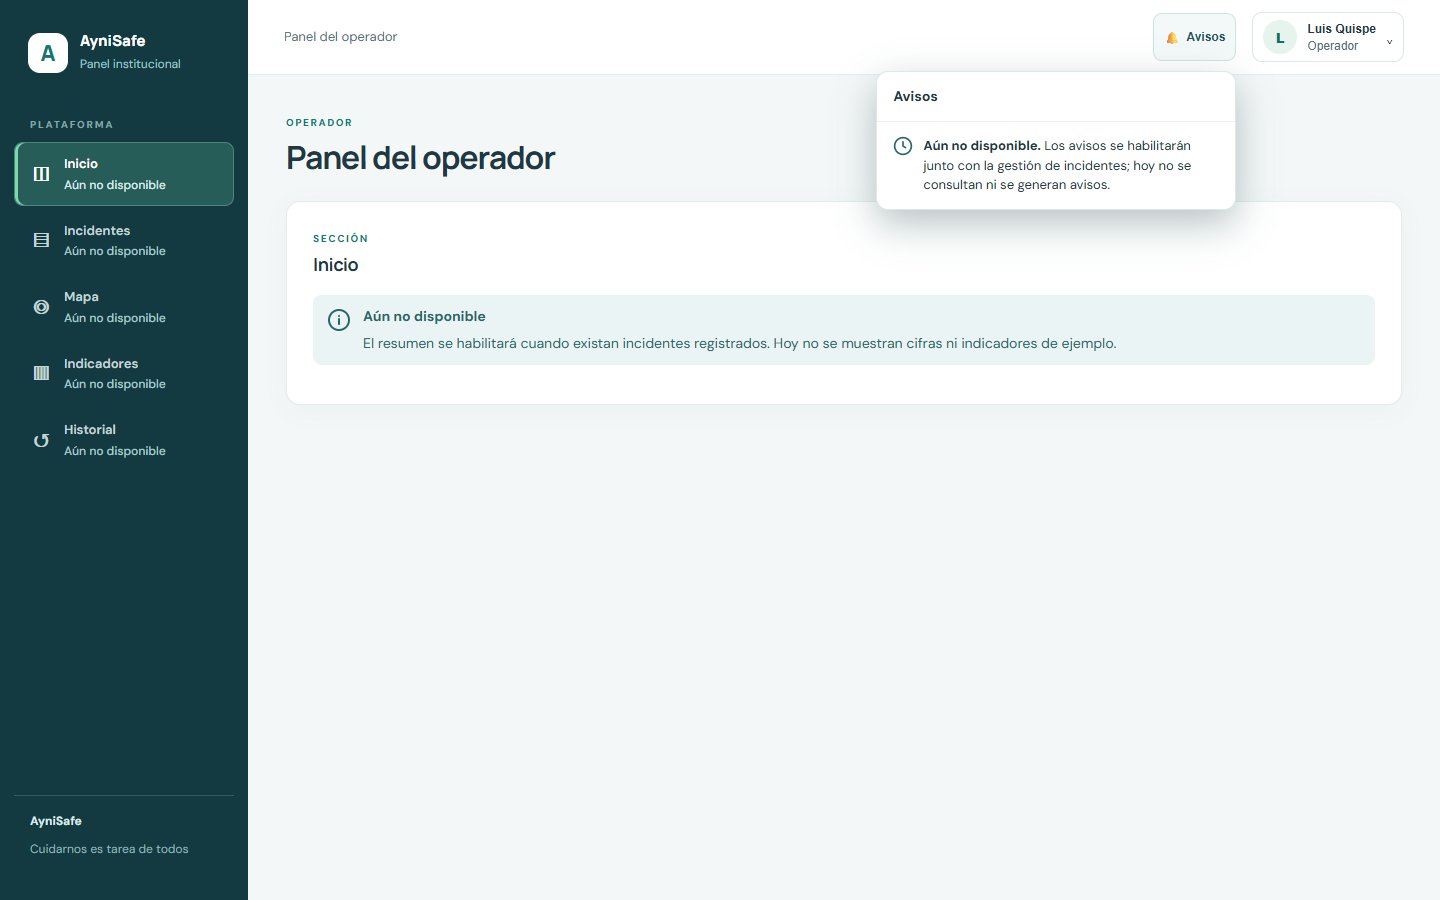 A
AyniSafe
Panel institucional
PLATAFORMA
Inicio
Aún no disponible
Incidentes
Aún no disponible
Mapa
Aún no disponible
Indicadores
Aún no disponible
Historial
Aún no disponible
AyniSafe
Cuidarnos es tarea de todos
Panel del operador
Avisos
L
Luis Quispe
Operador
Avisos
Aún no disponible. Los avisos se habilitarán
junto con la gestión de incidentes; hoy no se
consultan ni se generan avisos.
OPERADOR
Panel del operador
SECCIÓN
Inicio
Aún no disponible
El resumen se habilitará cuando existan incidentes registrados. Hoy no se muestran cifras ni indicadores de ejemplo.